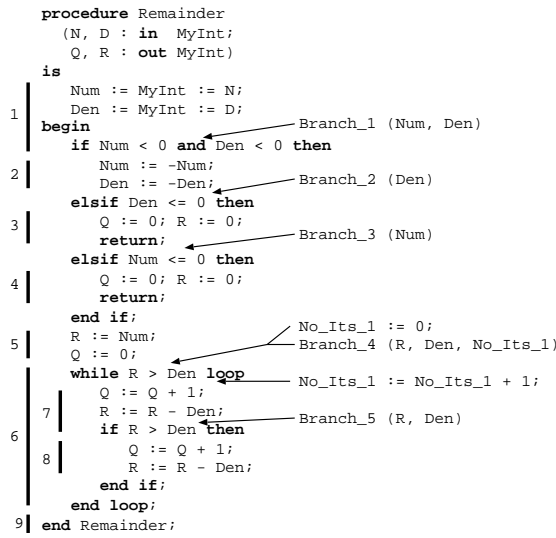 procedure Remainder
(N, D : in MyInt;
Q, R : out MyInt)
is
Num := MyInt := N;
1 Den := MyInt := D;
begin Branch_1 (Num, Den)
if Num < 0 and Den < 0 then
2 Num := -Num;
Den := -Den; Branch_2 (Den)
elsif Den <= 0 then
3 Q := 0; R := 0;
return; Branch_3 (Num)
elsif Num <= 0 then
4 Q := 0; R := 0;
return;
end if;
No_Its_1 := 0;
5 R := Num; Branch_4 (R, Den, No_Its_1)
Q := 0;
while R > Den loop No_Its_1 := No_Its_1 + 1;
Q := Q + 1;
7 R := R - Den; Branch_5 (R, Den)
if R > Den then
6
8 Q := Q + 1;
R := R - Den;
end if;
end loop;
9 end Remainder;